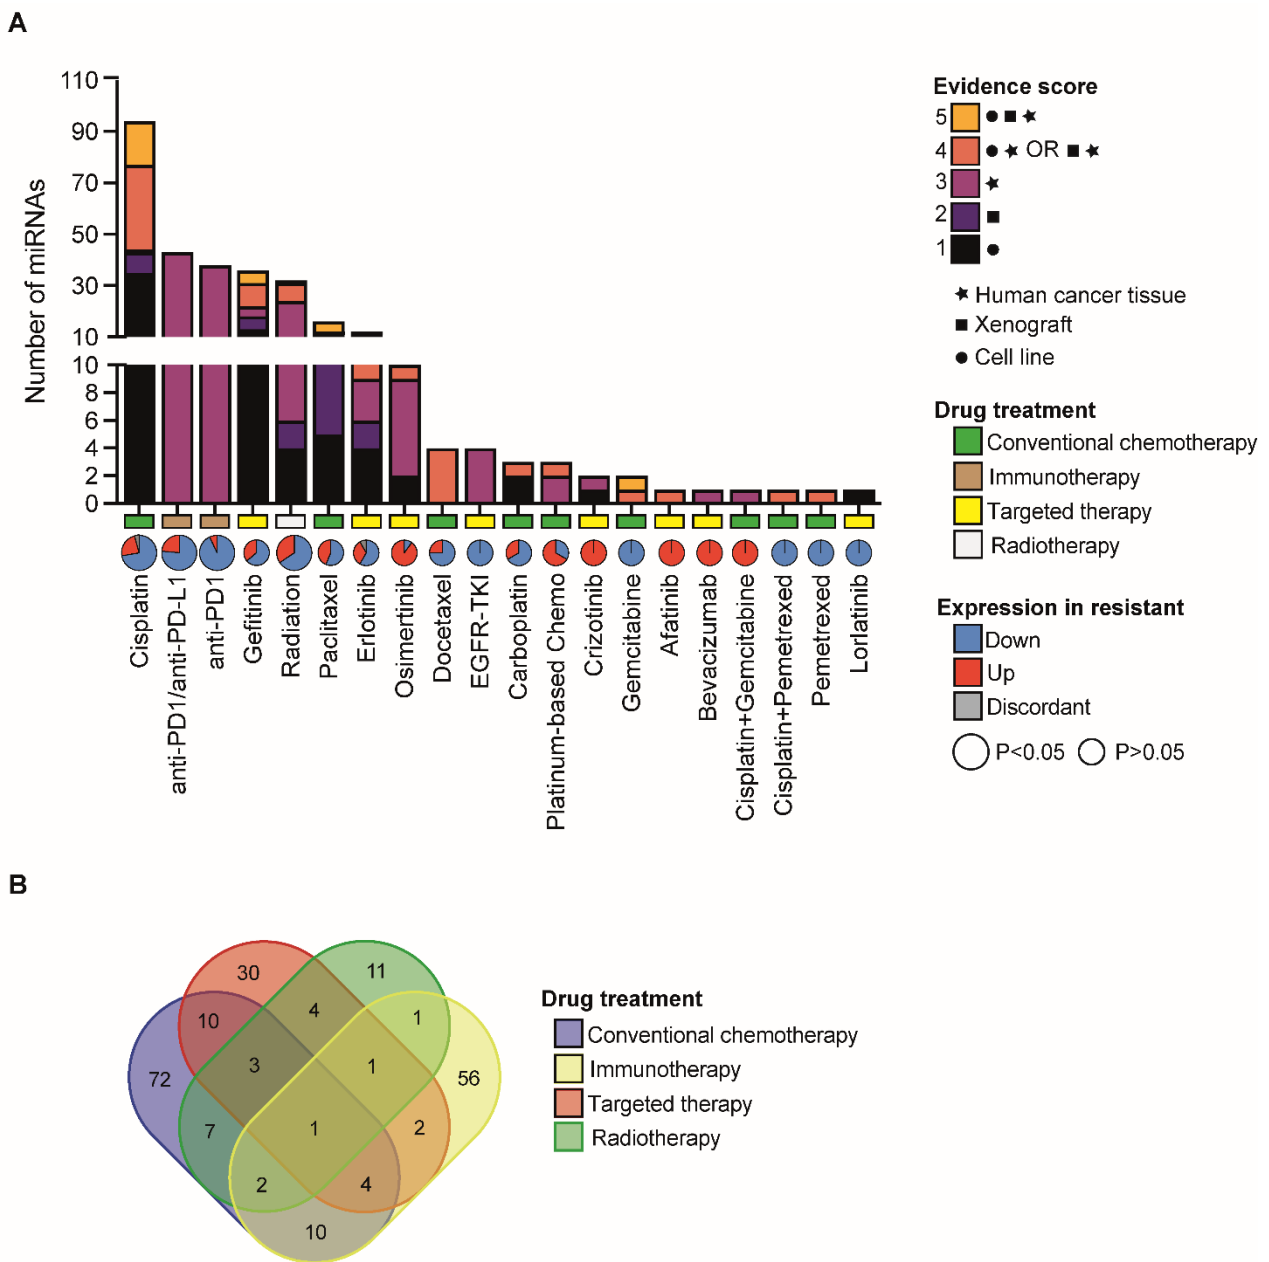 A
Number of miRNAs
110
90
70
50
30
10
10
8
6
4
2
0
Cisplatin
anti-PD1/anti-PD-L1
anti-PD1
Gefitinib
Radiation
Paclitaxel
Erlotinib
Osimertinib
Docetaxel
EGFR-TKI
Carboplatin
Platinum-based Chemo
Crizotinib
Gemcitabine
Afatinib
Bevacizumab
Cisplatin+Gemcitabine
Cisplatin+Pemetrexed
Pemetrexed
Lorlatinib
Evidence score
5
4 OR
3
2
1
Human cancer tissue
Xenograft
Cell line
Drug treatment
Conventional chemotherapy
Immunotherapy
Targeted therapy
Radiotherapy
Expression in resistant
Down
Up
Discordant
P<0.05 P>0.05
B
30 11
10 4 1
72 3 1 56
7 1 2
2 4
10
Drug treatment
Conventional chemotherapy
Immunotherapy
Targeted therapy
Radiotherapy